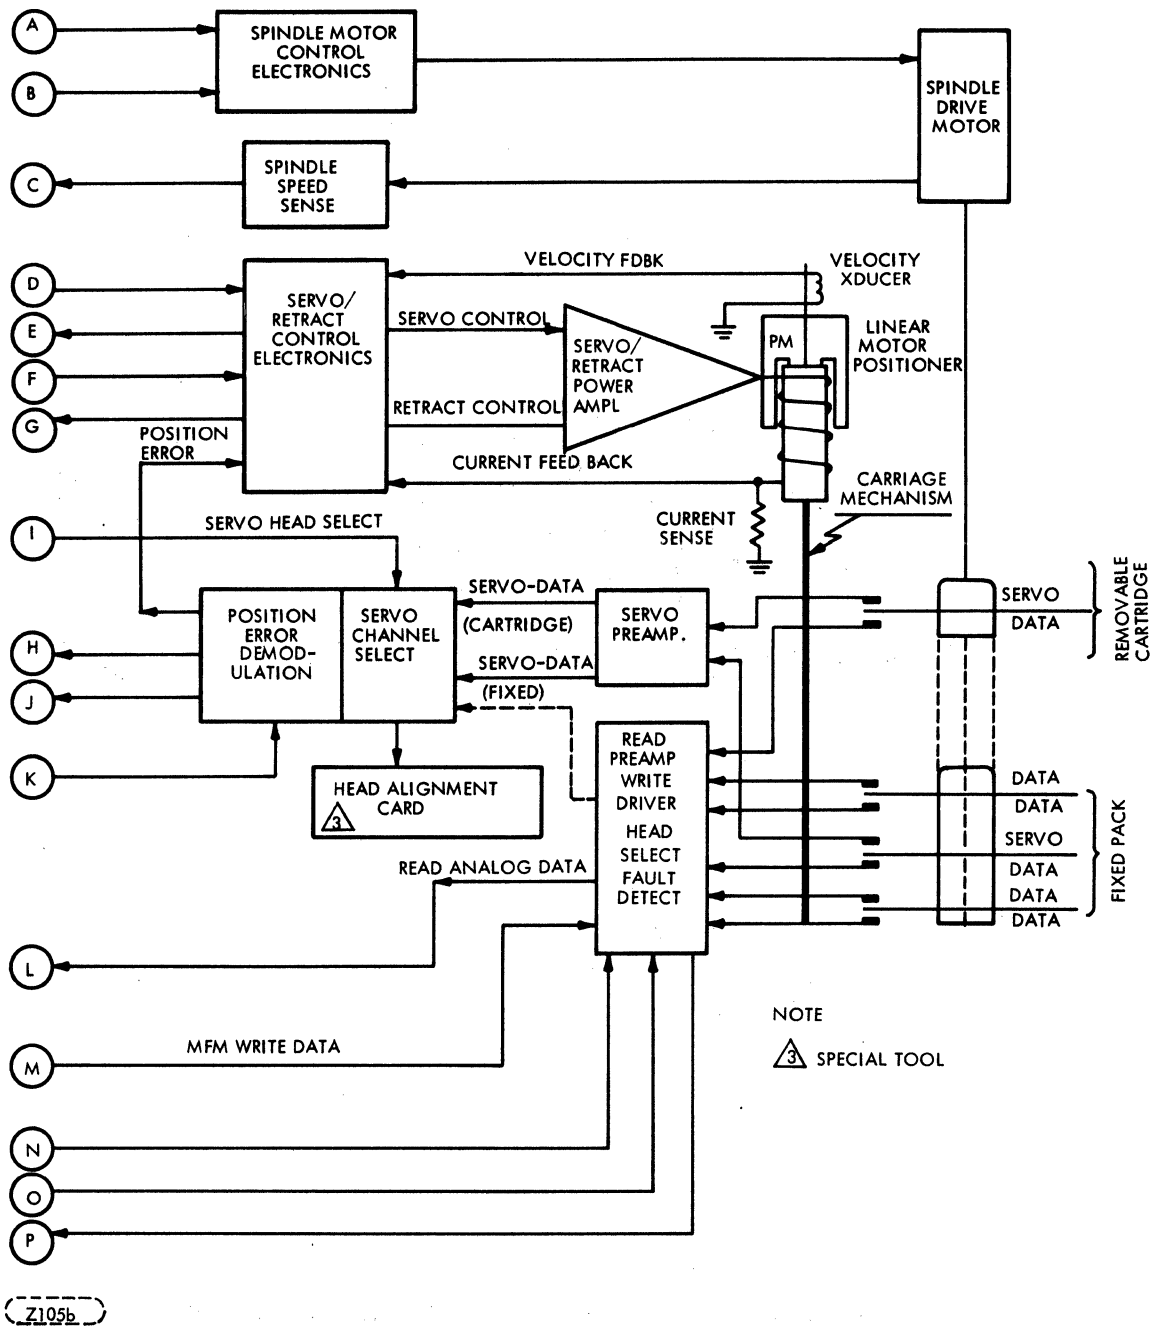 A
SPINDLE MOTOR
CONTROL
ELECTRONICS
B
SPINDLE
DRIVE
MOTOR
C
SPINDLE
SPEED
SENSE
D
E
F
G
SERVO/
RETRACT
CONTROL
ELECTRONICS
VELOCITY FDBK
VELOCITY
XDUCER
SERVO CONTROL
SERVO/
RETRACT
POWER
AMPL
PM
LINEAR
MOTOR
POSITIONER
RETRACT CONTROL
POSITION
ERROR
CURRENT FEED BACK
CARRIAGE
MECHANISM
CURRENT
SENSE
I
SERVO HEAD SELECT
POSITION
ERROR
DEMOD-
ULATION
SERVO
CHANNEL
SELECT
SERVO-DATA
(CARTRIDGE)
SERVO-DATA
(FIXED)
SERVO
PREAMP.
SERVO
DATA
REMOVABLE
CARTRIDGE
H
J
K
HEAD ALIGNMENT
CARD
3
READ
PREAMP
WRITE
DRIVER
HEAD
SELECT
FAULT
DETECT
DATA
DATA
SERVO
DATA
DATA
DATA
FIXED PACK
READ ANALOG DATA
L
MFM WRITE DATA
M
NOTE
3 SPECIAL TOOL
N
O
P
Z105b